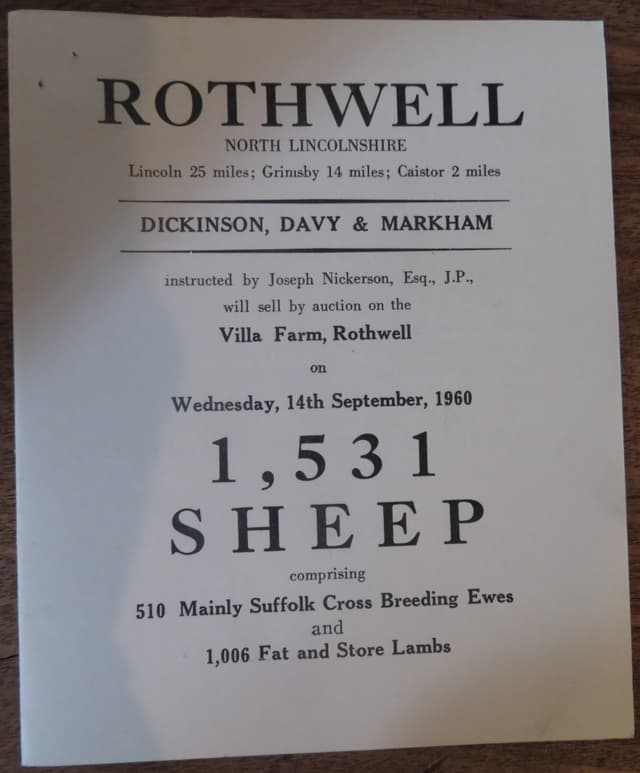 ROTHWELL
NORTH LINCOLNSHIRE
Lincoln 25 miles; Grimsby 14 miles; Caistor 2 miles
DICKINSON, DAVY & MARKHAM
instructed by Joseph Nickerson, Esq., J.P.,
will sell by auction on the
Villa Farm, Rothwell
on
Wednesday, 14th September, 1960
1,531
SHEEP
comprising
510 Mainly Suffolk Cross Breeding Ewes
and
1,006 Fat and Store Lambs